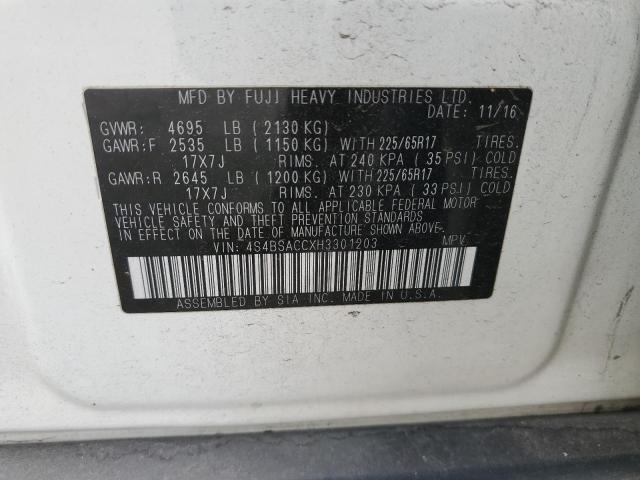 MFD BY FUJI HEAVY INDUSTRIES LTD.
DATE: 11/16
GVWR: 4695 LB (2130 KG)
GAWR:F 2535 LB (1150 KG) WITH 225/65R17 TIRES.
17X7J RIMS. AT 240 KPA (35 PSI) COLD
GAWR:R 2645 LB (1200 KG) WITH 225/65R17 TIRES.
17X7J RIMS. AT 230 KPA (33 PSI) COLD
THIS VEHICLE CONFORMS TO ALL APPLICABLE FEDERAL MOTOR
VEHICLE SAFETY AND THEFT PREVENTION STANDARDS
IN EFFECT ON THE DATE OF MANUFACTURE SHOWN ABOVE.
VIN: 4S4BSACCXH3301203 MPV
ASSEMBLED BY SIA INC. MADE IN U.S.A.